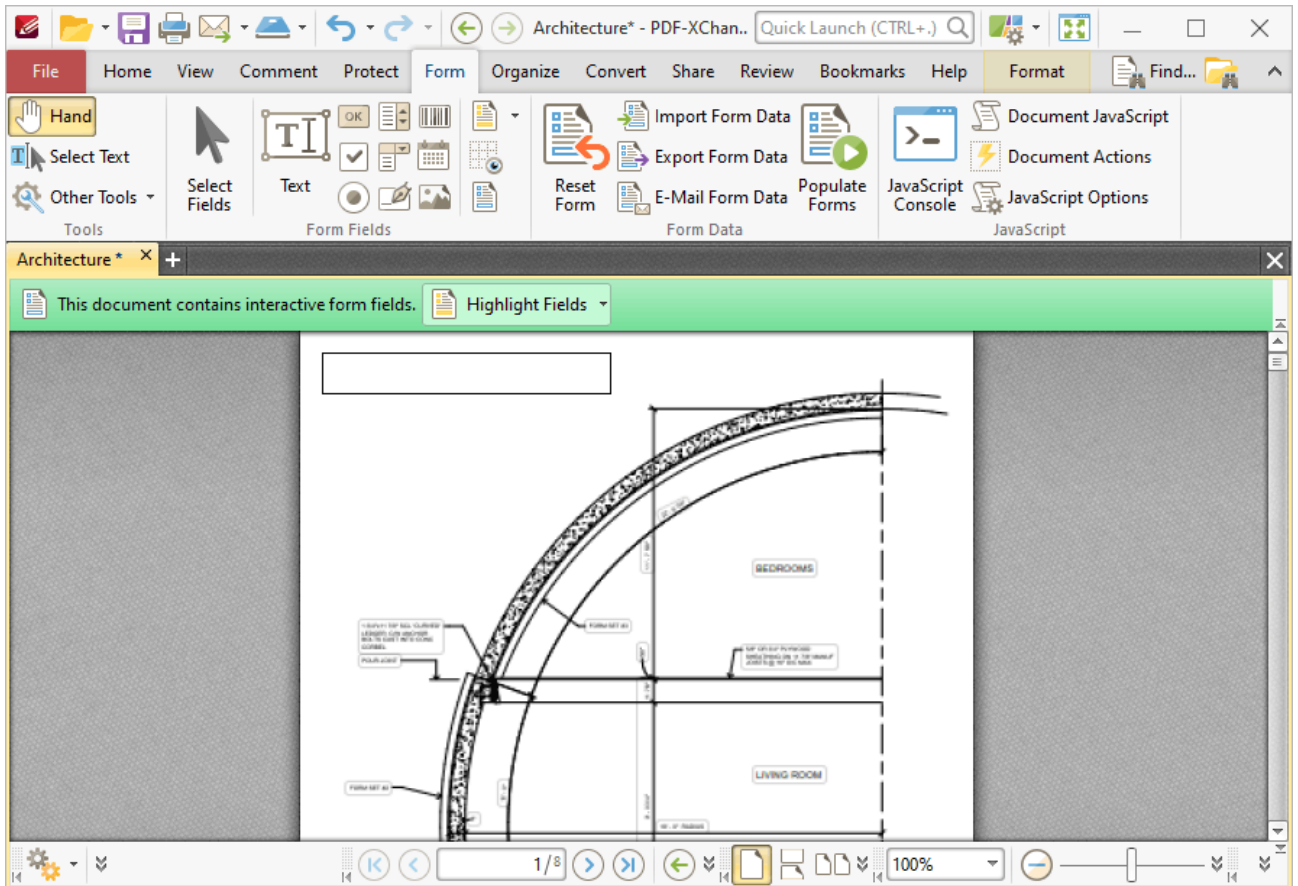 Architecture* - PDF-XChan.. Quick Launch (CTRL+.)
File Home View Comment Protect Form Organize Convert Share Review Bookmarks Help Format Find...
Hand
Select Text
Other Tools
Tools
Select Fields
Text
OK
Form Fields
Reset Form
Import Form Data
Export Form Data
E-Mail Form Data
Populate Forms
Form Data
JavaScript Console
Document JavaScript
Document Actions
JavaScript Options
JavaScript
Architecture *
This document contains interactive form fields. Highlight Fields
BEDROOMS
POUR JOINT
LIVING ROOM
1/8
100%